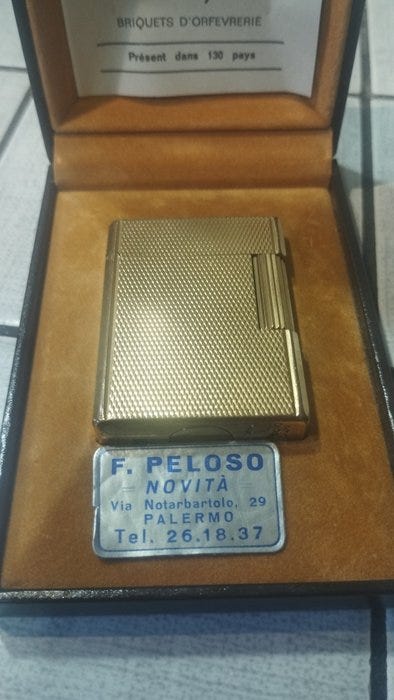 BRIQUETS D'ORFEVRERIE
Présent dans 130 pays
F. PELOSO
NOVITÀ
Via Notarbartolo, 29
PALERMO
Tel. 26.18.37